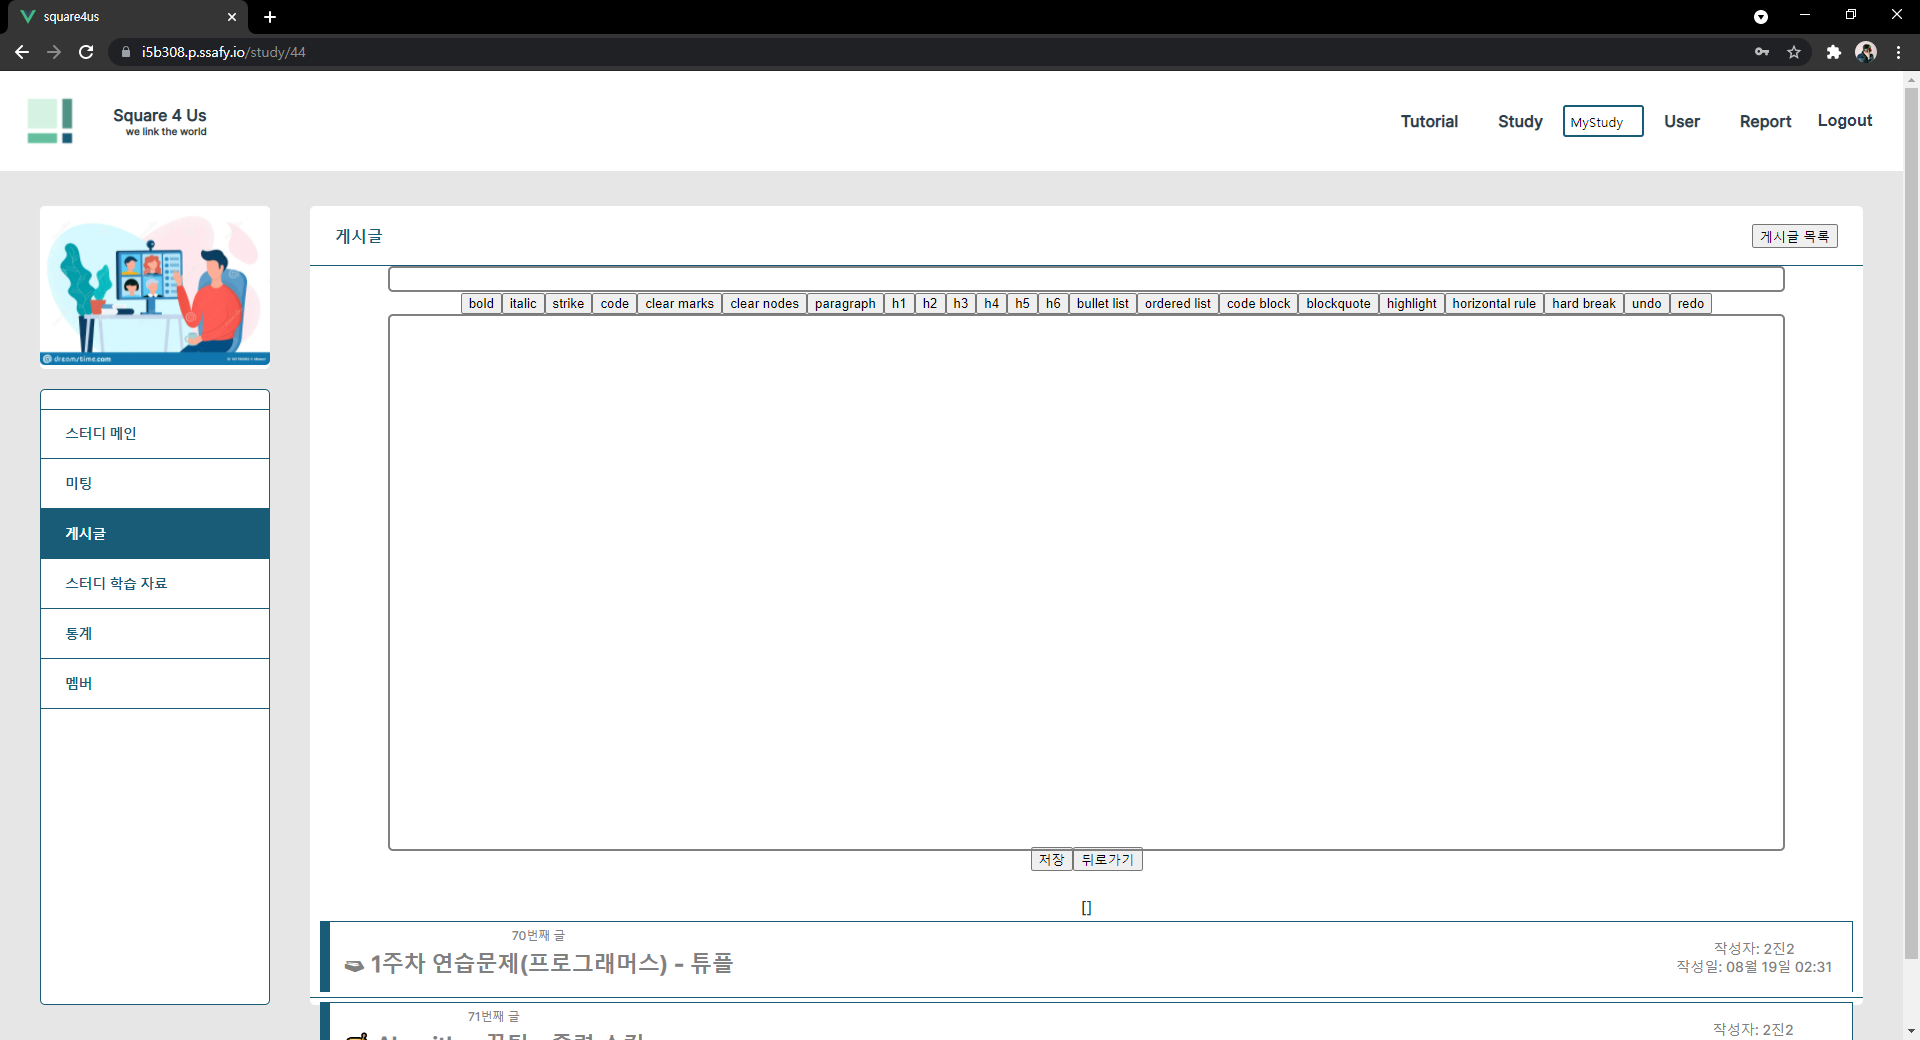 square4us
i5b308.p.ssafy.io/study/44
Square 4 Us
we link the world
Tutorial
Study
MyStudy
User
Report
Logout
dreamstime.com
스터디 메인
미팅
게시글
스터디 학습 자료
통계
멤버
게시글
게시글 목록
bold italic strike code clear marks clear nodes paragraph h1 h2 h3 h4 h5 h6 bullet list ordered list code block blockquote highlight horizontal rule hard break undo redo
저장 뒤로가기
[]
70번째 글
1주차 연습문제(프로그래머스) - 튜플
작성자: 2진2
작성일: 08월 19일 02:31
71번째 글
작성자: 2진2